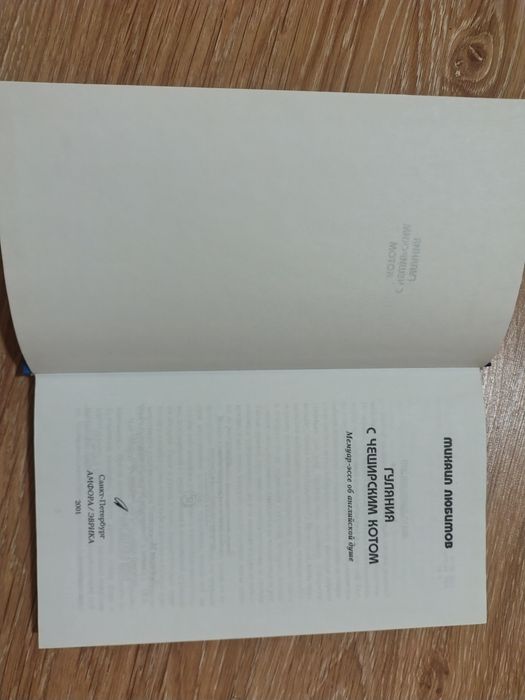 МИХАИЛ ЛЮБИМОВ
ГУЛЯНИЯ
С ЧЕШИРСКИМ КОТОМ
Мемуар-эссе об английской душе
Санкт-Петербург
АМФОРА / ЭВРИКА
2001